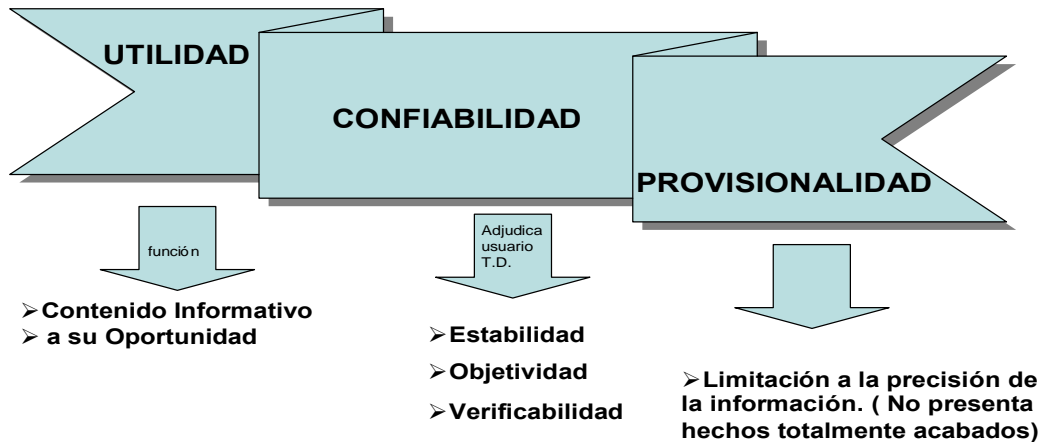 UTILIDAD
CONFIABILIDAD
PROVISIONALIDAD
función
➢Contenido Informativo
➢ a su Oportunidad
Adjudica
usuario
T.D.
➢Estabilidad
➢Objetividad
➢Verificabilidad
➢Limitación a la precisión de
la información. ( No presenta
hechos totalmente acabados)